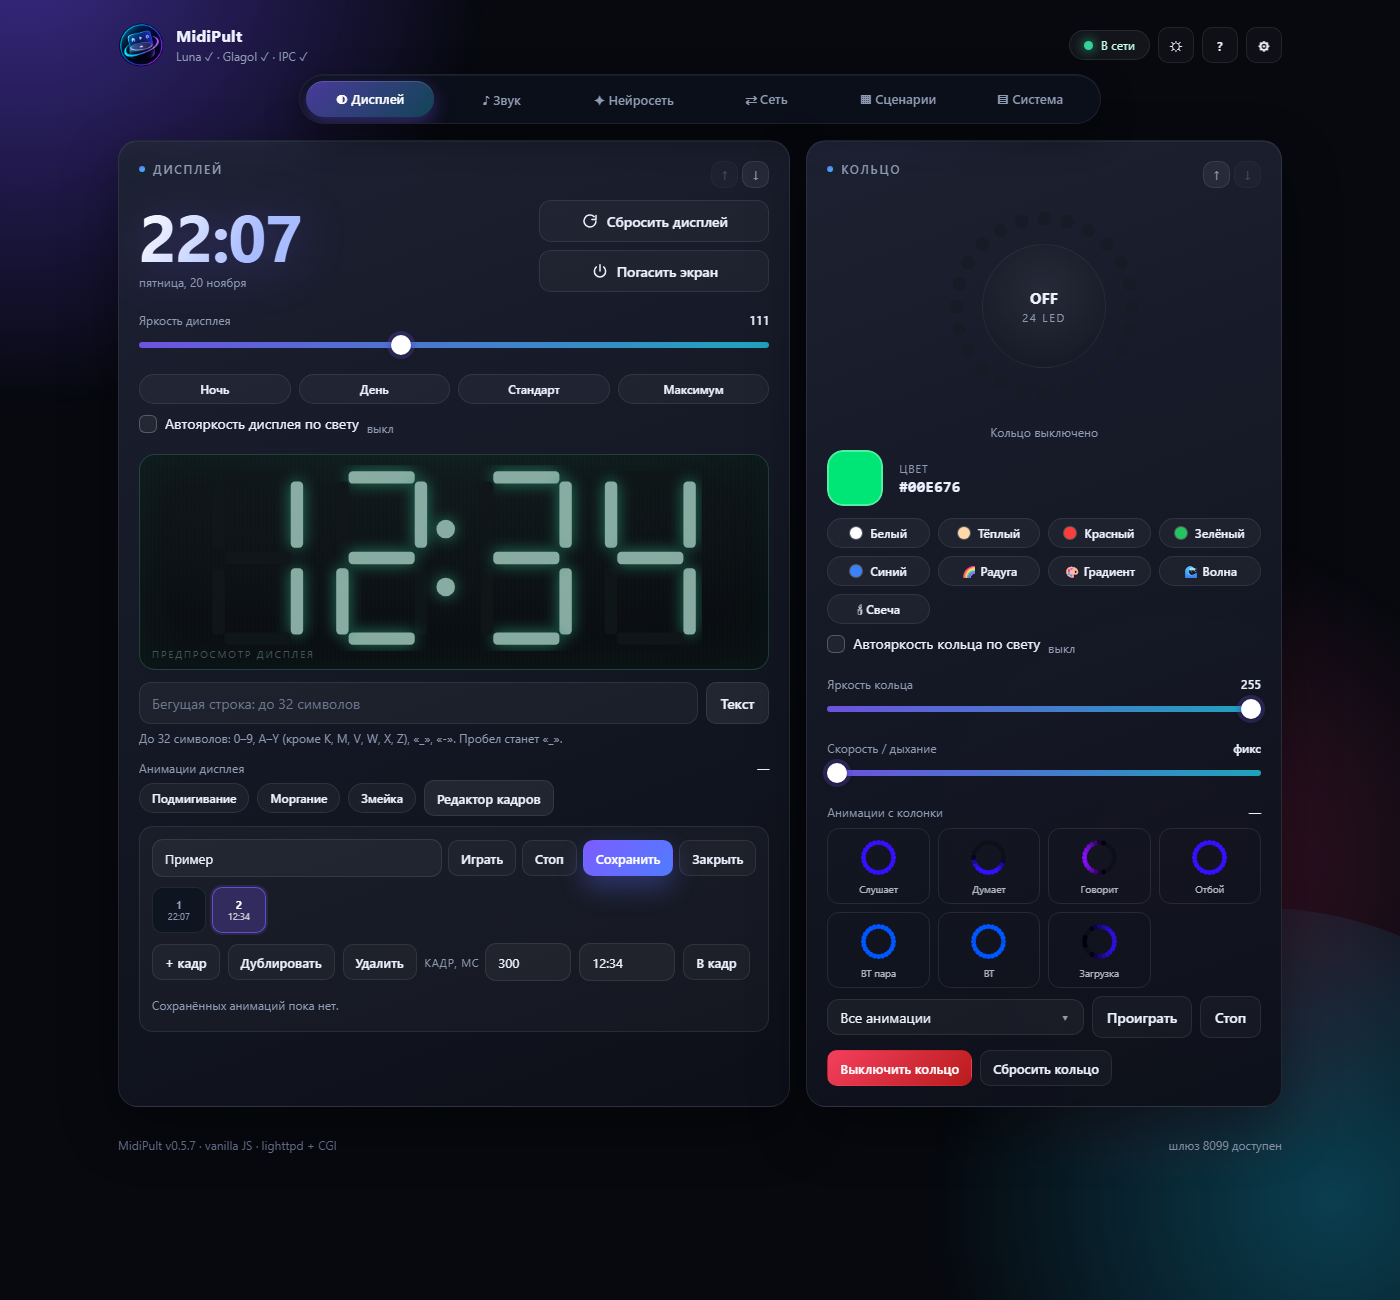 MidiPult
Luna ✓ · Glagol ✓ · IPC ✓
В сети
?
Дисплей
Звук
Нейросеть
Сеть
Сценарии
Система
ДИСПЛЕЙ
22:07
пятница, 20 ноября
Сбросить дисплей
Погасить экран
Яркость дисплея
111
Ночь
День
Стандарт
Максимум
Автояркость дисплея по свету выкл
12:34
ПРЕДПРОСМОТР ДИСПЛЕЯ
Бегущая строка: до 32 символов
Текст
До 32 символов: 0–9, A–Y (кроме K, M, V, W, X, Z), «_», «-». Пробел станет «_».
Анимации дисплея
—
Подмигивание
Моргание
Змейка
Редактор кадров
Пример
Играть
Стоп
Сохранить
Закрыть
1
22:07
2
12:34
+ кадр
Дублировать
Удалить
КАДР, МС
300
12:34
В кадр
Сохранённых анимаций пока нет.
КОЛЬЦО
OFF
24 LED
Кольцо выключено
ЦВЕТ
#00E676
Белый
Тёплый
Красный
Зелёный
Синий
Радуга
Градиент
Волна
Свеча
Автояркость кольца по свету выкл
Яркость кольца
255
Скорость / дыхание
фикс
Анимации с колонки
—
Слушает
Думает
Говорит
Отбой
BT пара
BT
Загрузка
Все анимации
Проиграть
Стоп
Выключить кольцо
Сбросить кольцо
MidiPult v0.5.7 · vanilla JS · lighttpd + CGI
шлюз 8099 доступен